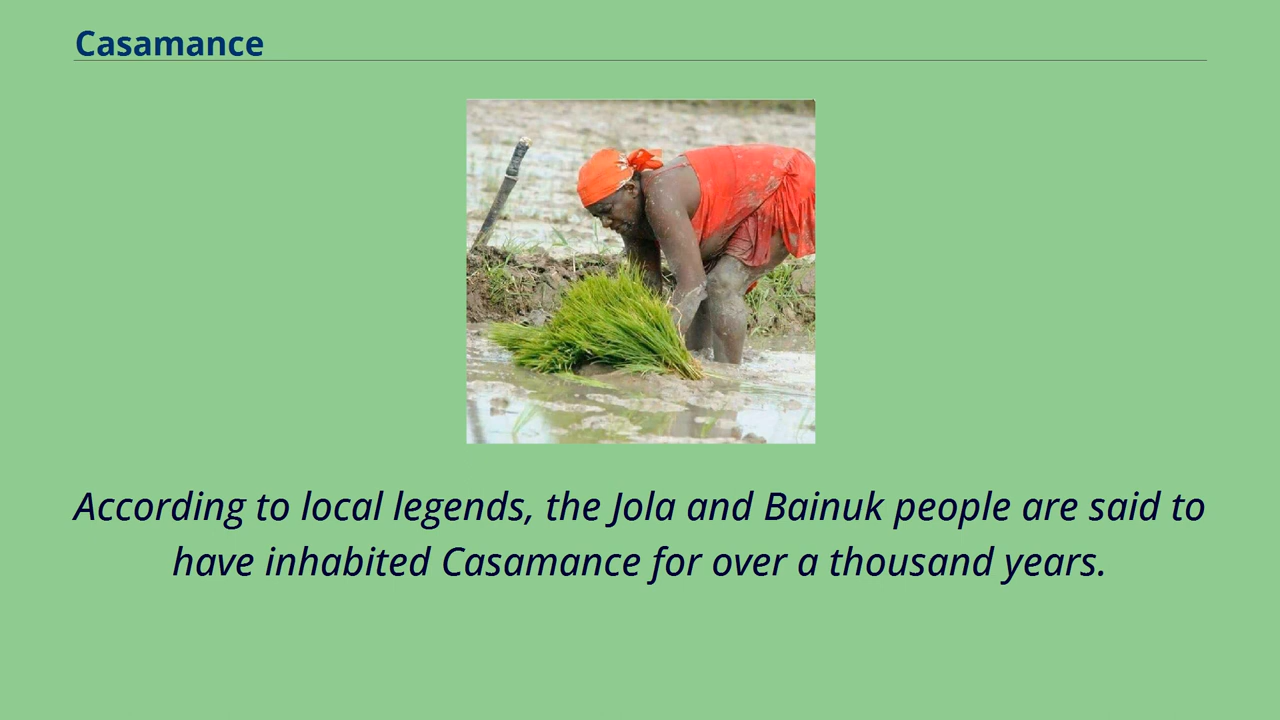 Casamance
According to local legends, the Jola and Bainuk people are said to
have inhabited Casamance for over a thousand years.